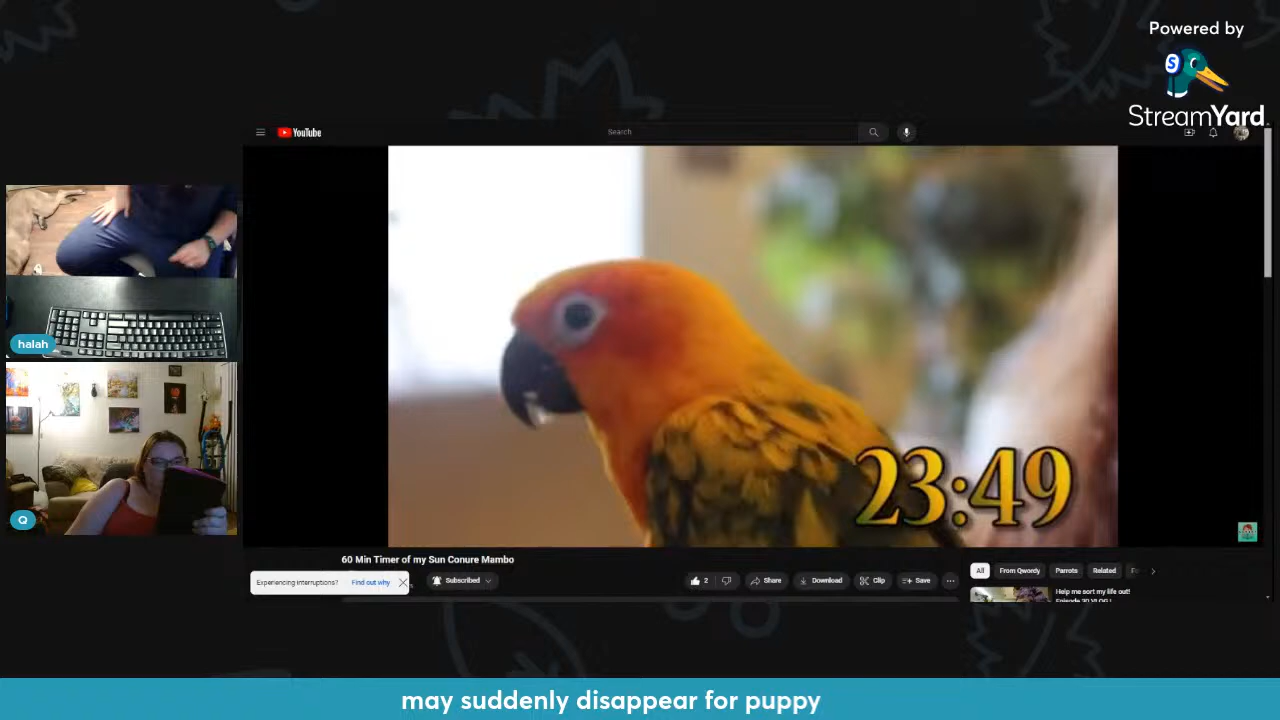 Powered by
S
StreamYard
YouTube
Search
halah
Q
23:49
60 Min Timer of my Sun Conure Mambo
Experiencing interruptions? Find out why
Subscribed
2
Share
Download
Clip
Save
All
From Qwordy
Parrots
Related
Help me sort my life out!
may suddenly disappear for puppy